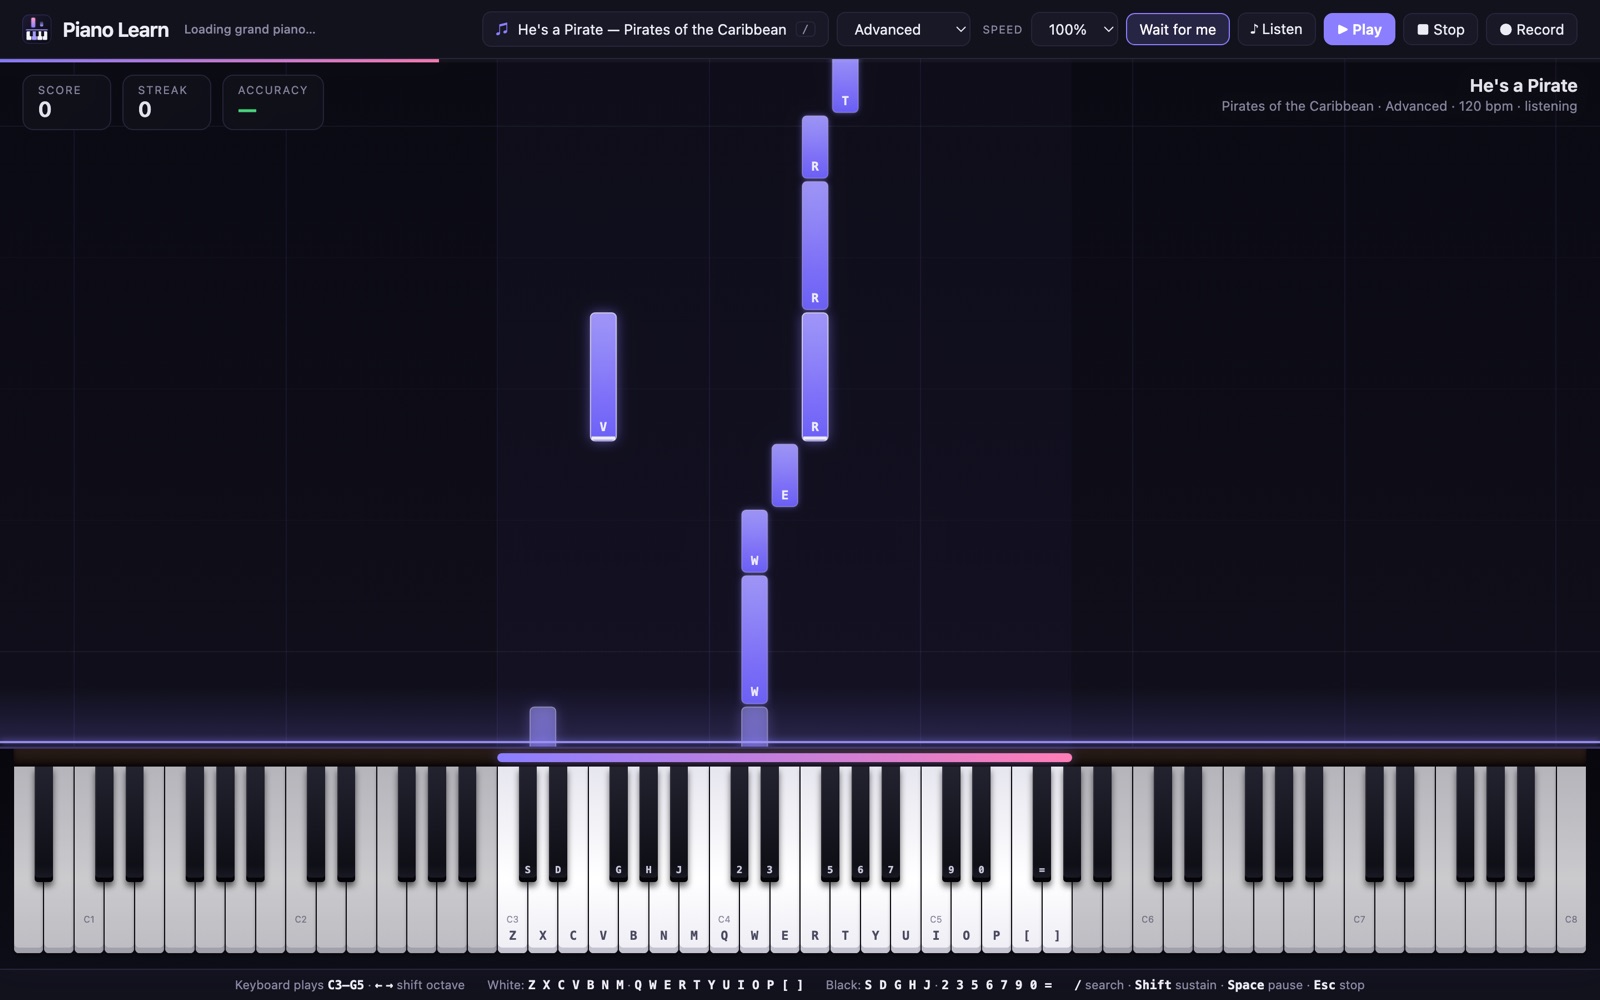 Piano Learn
Loading grand piano...
He's a Pirate — Pirates of the Caribbean /
Advanced
SPEED
100%
Wait for me
♪ Listen
▶ Play
■ Stop
● Record
SCORE
0
STREAK
0
ACCURACY
—
He's a Pirate
Pirates of the Caribbean · Advanced · 120 bpm · listening
T
R
R
V
R
E
W
W
S D G H J 2 3 5 6 7 9 0 =
C1 C2 C3 C4 C5 C6 C7 C8
Z X C V B N M Q W E R T Y U I O P [ ]
Keyboard plays C3–G5 · ← → shift octave
White: Z X C V B N M · Q W E R T Y U I O P [ ]
Black: S D G H J · 2 3 5 6 7 9 0 =
/ search · Shift sustain · Space pause · Esc stop